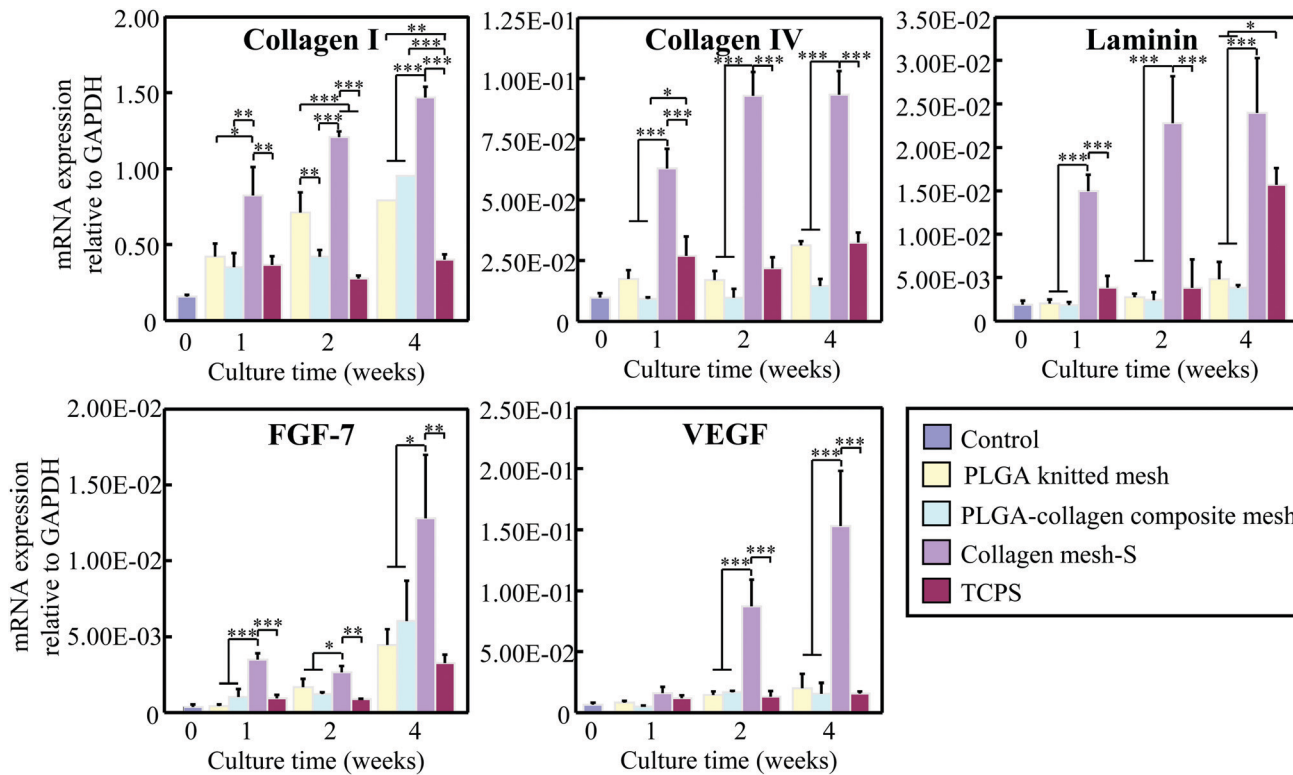 mRNA expression
relative to GAPDH
Collagen I
2.00
1.50
1.00
0.50
0
** *** *** ***
*** *** *** **
** * **
0 1 2 4
Culture time (weeks)
Collagen IV
1.25E-01
1.00E-01
7.50E-02
5.00E-02
2.50E-02
0
*** *** *** ***
* *** ***
0 1 2 4
Culture time (weeks)
Laminin
3.50E-02
3.00E-02
2.50E-02
2.00E-02
1.50E-02
1.00E-02
5.00E-03
0
* *** *** ***
*** ***
0 1 2 4
Culture time (weeks)
mRNA expression
relative to GAPDH
FGF-7
2.00E-02
1.50E-02
1.00E-02
5.00E-03
0
* **
*** *** * **
0 1 2 4
Culture time (weeks)
VEGF
2.50E-01
2.00E-01
1.50E-01
1.00E-01
5.00E-02
0
*** ***
*** ***
0 1 2 4
Culture time (weeks)
Control
PLGA knitted mesh
PLGA-collagen composite mesh
Collagen mesh-S
TCPS